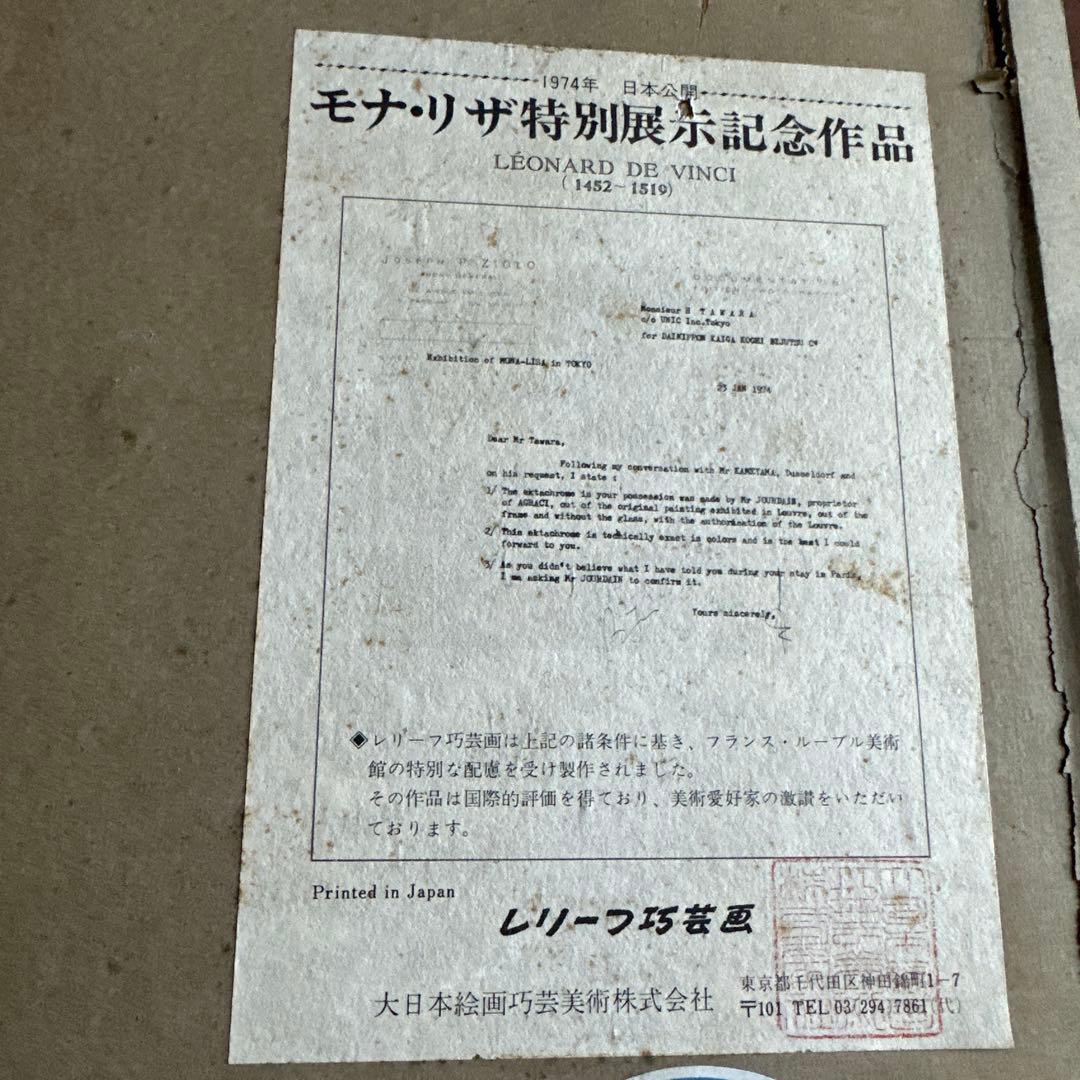 1974年 日本公開
モナ・リザ特別展示記念作品
LÉONARD DE VINCI
(1452~1519)
JOSEPH P. ZIOLO
Monsieur H TAWARA
c/o UNIC Inc.Tokyo
for DAINIPPON KAIGA KOGEI BIJUTSU Cº
Exhibition of MONA-LISA in TOKYO
23 JAN 1974
Dear Mr Tawara,
Following my conversation with Mr KAMEYAMA, Dusseldorf and
on his request, I state :
1/ The ektachrome is your possession was made by Mr JOURDAIN, proprietor
of AGRACI, out of the original painting exhibited in Louvre, out of the
frame and without the glass, with the authorisation of the Louvre.
2/ This ektachrome is technically exact is colors and is the best I could
forward to you.
3/ As you didn't believe what I have told you during your stay in Paris,
I am asking Mr JOURDAIN to confirm it.
Yours sincerely,
◈レリーフ巧芸画は上記の諸条件に基き、フランス・ルーブル美術
館の特別な配慮を受け製作されました。
その作品は国際的評価を得ており、美術愛好家の激讃をいただい
ております。
Printed in Japan
レリーフ巧芸画
大日本絵画巧芸美術株式会社
東京都千代田区神田錦町1-7
〒101 TEL 03(294)7861(代)